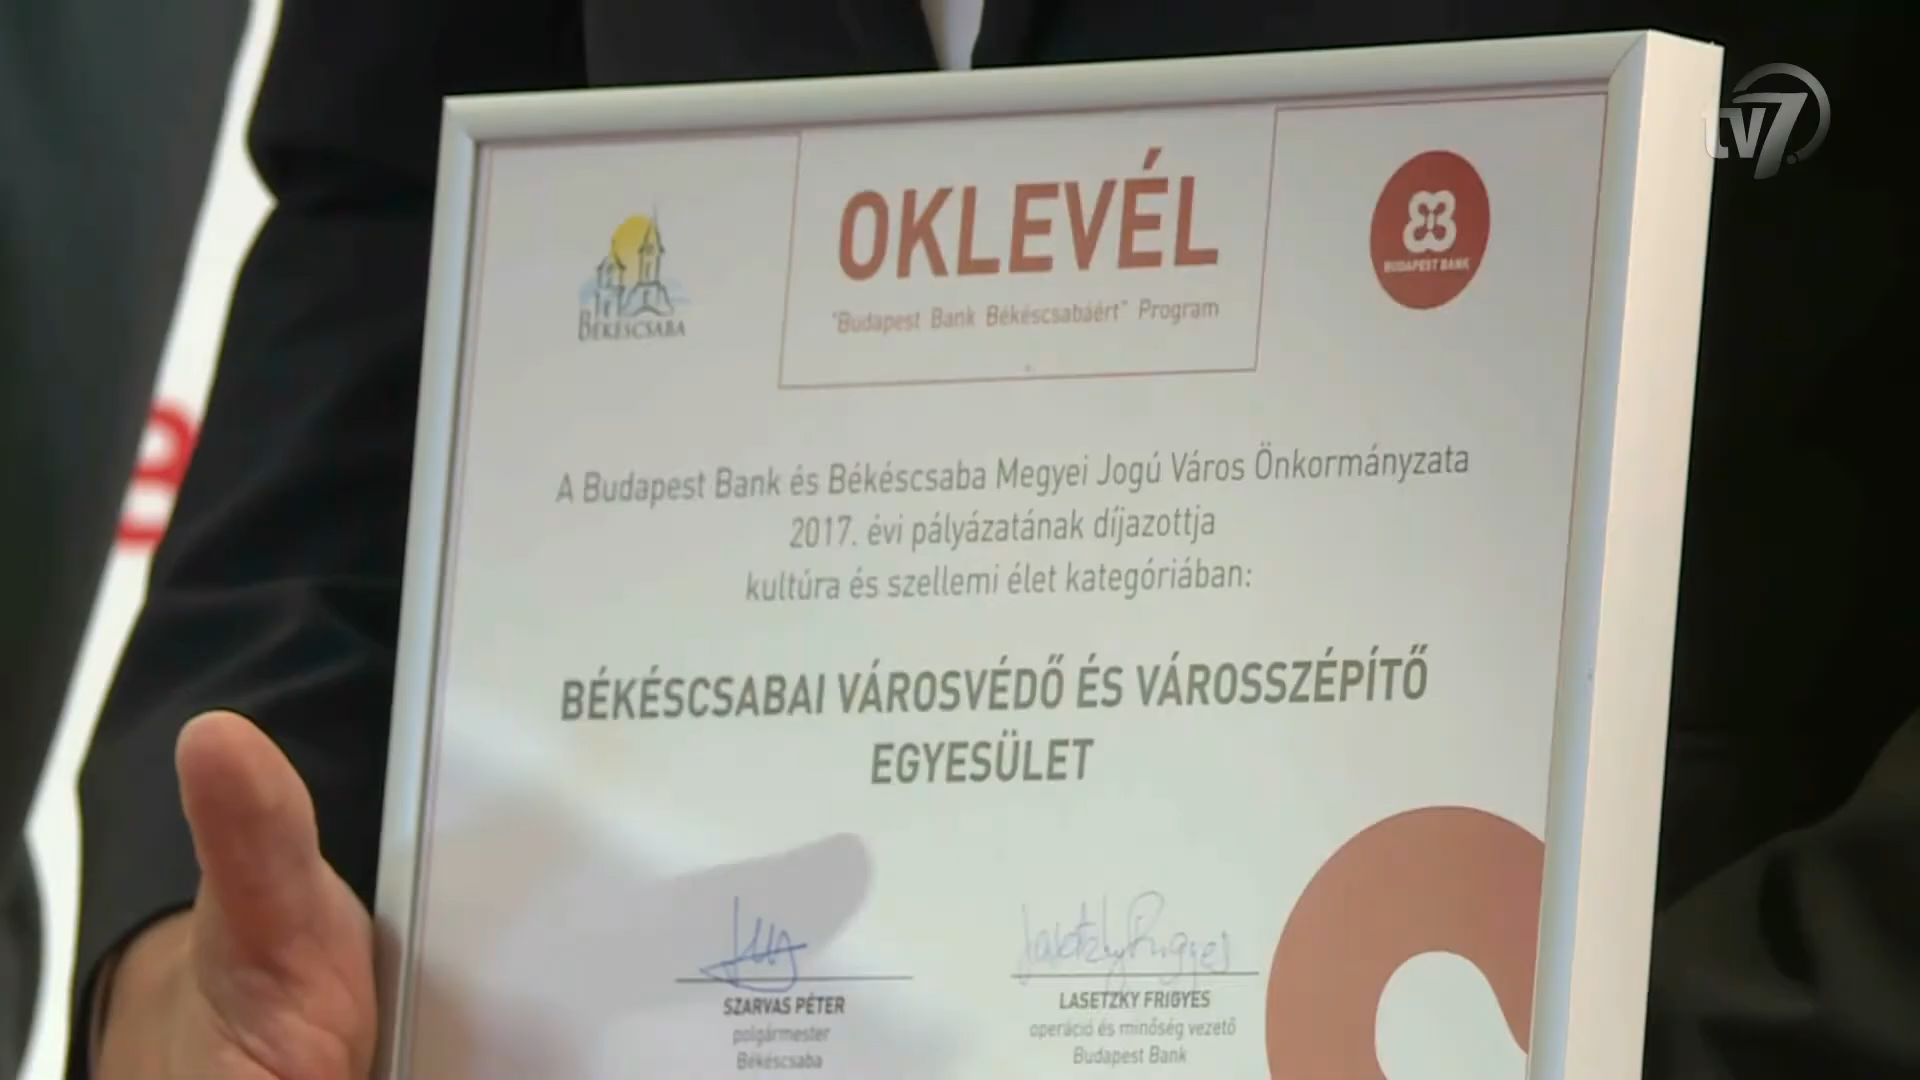 tv7
OKLEVÉL
"Budapest Bank Békéscsabáért" Program
BÉKÉSCSABA
BUDAPEST BANK
A Budapest Bank és Békéscsaba Megyei Jogú Város Önkormányzata
2017. évi pályázatának díjazottja
kultúra és szellemi élet kategóriában:
BÉKÉSCSABAI VÁROSVÉDŐ ÉS VÁROSSZÉPÍTŐ
EGYESÜLET
Lasetzky Frigyes
SZARVAS PÉTER
polgármester
Békéscsaba
LASETZKY FRIGYES
operáció és minőség vezető
Budapest Bank